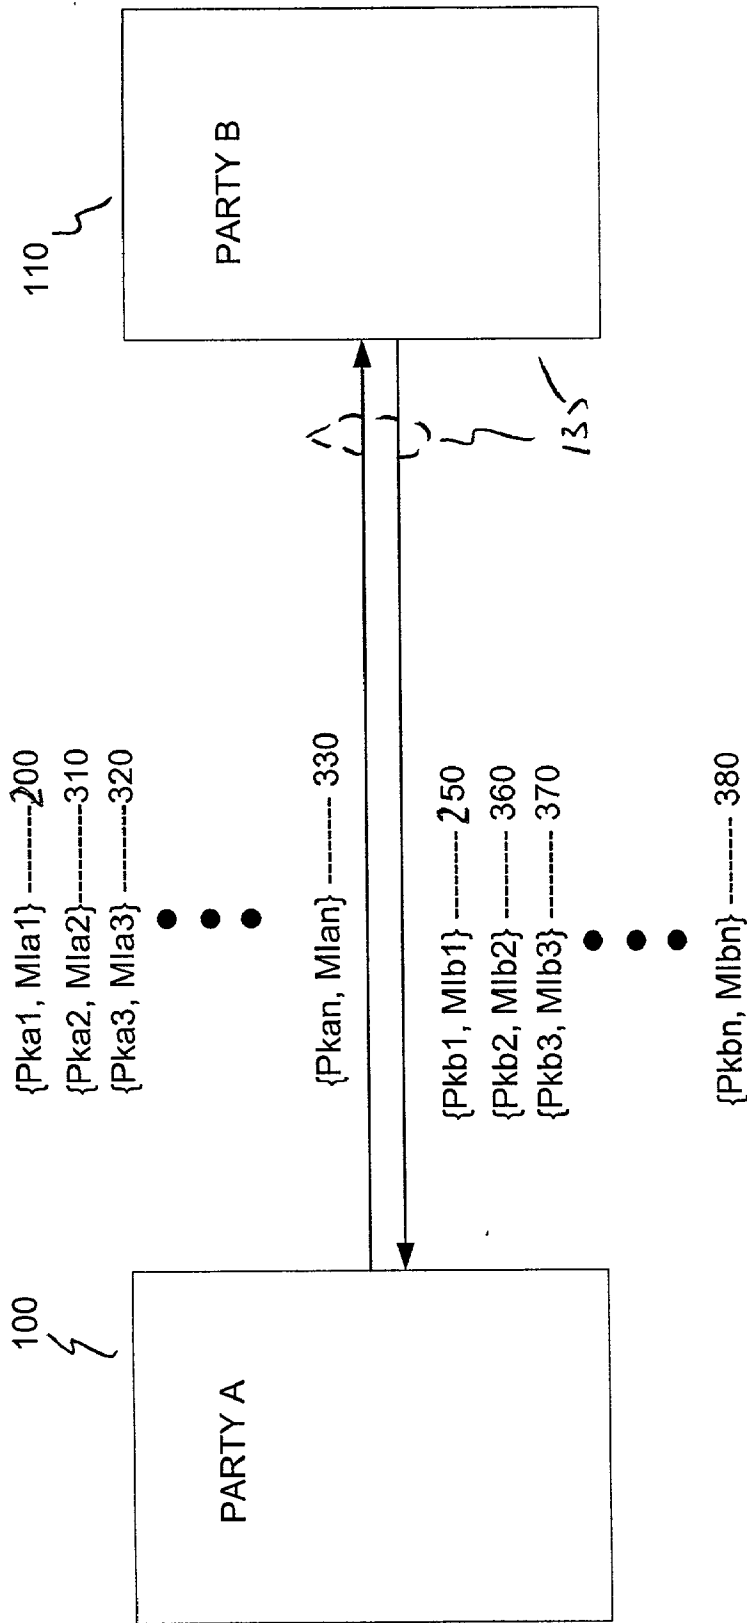 100
PARTY A
{Pka1, MIa1} ----------200
{Pka2, MIa2}----------310
{Pka3, MIa3}----------320
{Pkan, MIan} --------- 330
{Pkb1, MIb1} ----------250
{Pkb2, MIb2}---------- 360
{Pkb3, MIb3}---------- 370
{Pkbn, MIbn} --------- 380
110
PARTY B